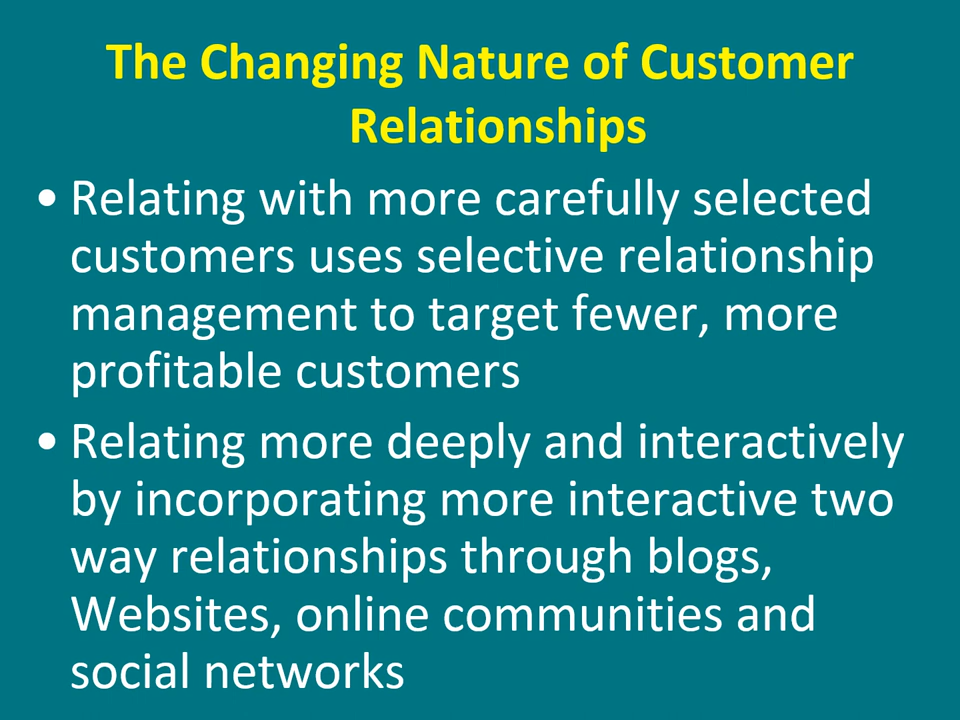 The Changing Nature of Customer
Relationships
• Relating with more carefully selected
customers uses selective relationship
management to target fewer, more
profitable customers
• Relating more deeply and interactively
by incorporating more interactive two
way relationships through blogs,
Websites, online communities and
social networks